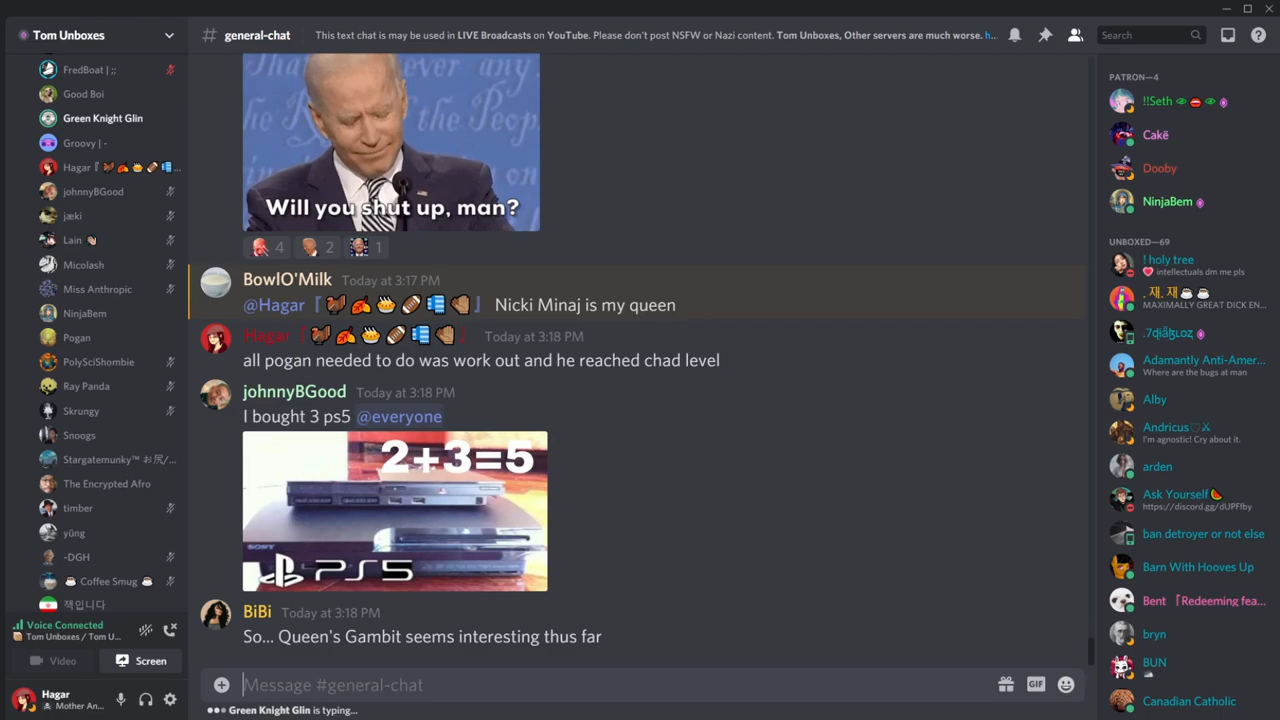 Tom Unboxes
FredBoat | ;;
Good Boi
Green Knight Glin
Groovy | -
Hagar『🦃🍂🥧🏈...
johnnyBGood
jæki
Lain
Micolash
Miss Anthropic
NinjaBem
Pogan
PolySciShombie
Ray Panda
Skrungy
Snoogs
Stargatemunky™ お尻/...
The Encrypted Afro
timber
yüng
-DGH
☕ Coffee Smug ☕
잭입니다
Voice Connected
Tom Unboxes / Tom U...
Video
Screen
Hagar
Mother An...
# general-chat
This text chat is may be used in LIVE Broadcasts on YouTube. Please don't post NSFW or Nazi content. Tom Unboxes, Other servers are much worse. h...
Search
Will you shut up, man?
4
2
1
BowlO'Milk Today at 3:17 PM
@Hagar『🦃🍂🥧🏈🧣🤚🏽』 Nicki Minaj is my queen
Hagar『🦃🍂🥧🏈🧣🤚🏽』 Today at 3:18 PM
all pogan needed to do was work out and he reached chad level
johnnyBGood Today at 3:18 PM
I bought 3 ps5 @everyone
2+3=5
SONY
PS5
BiBi Today at 3:18 PM
So... Queen's Gambit seems interesting thus far
Message #general-chat
GIF
Green Knight Glin is typing...
PATRON—4
!!Seth 👁👄👁
Cakë
Dooby
NinjaBem
UNBOXED—69
! holy tree
❤ intellectuals dm me pls
. 재. 재☕☕
MAXIMALLY GREAT DICK EN...
Adamantly Anti-Amer...
Where are the bugs at man
Alby
Andricus
I'm agnostic! Cry about it.
arden
Ask Yourself 🍉
https://discord.gg/dUPFfby
ban detroyer or not else
Barn With Hooves Up
Bent 「Redeeming fea...
bryn
BUN
Canadian Catholic